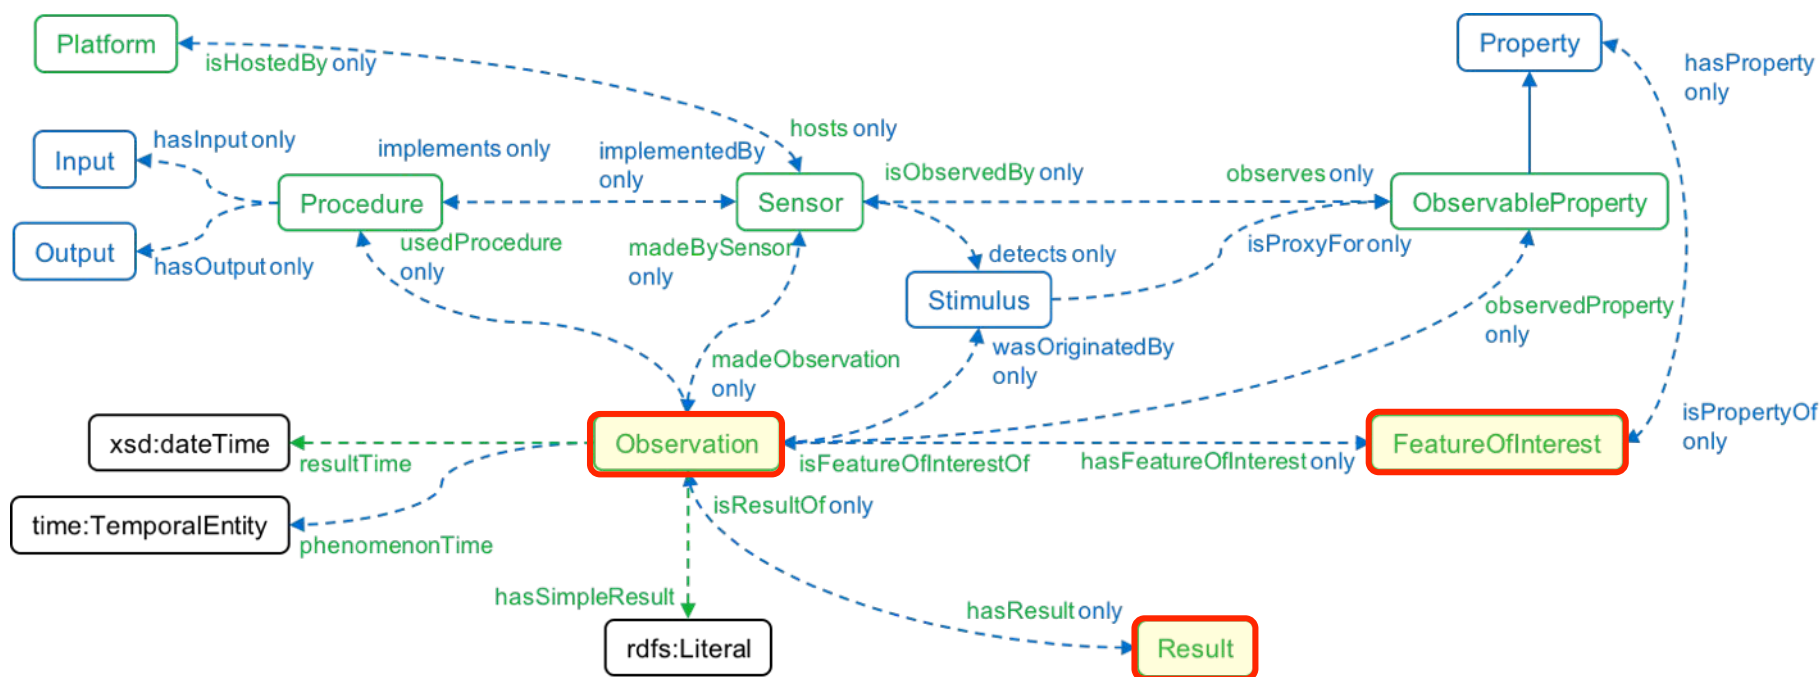 Platform
Property
isHostedBy only
hasProperty
only
hosts only
Input
hasInput only
implements only
implementedBy
only
isObservedBy only
observes only
Procedure
Sensor
ObservableProperty
Output
hasOutput only
usedProcedure
only
madeBySensor
only
detects only
isProxyFor only
Stimulus
observedProperty
only
madeObservation
only
wasOriginatedBy
only
isPropertyOf
only
xsd:dateTime
resultTime
Observation
isFeatureOfInterestOf
hasFeatureOfInterest only
FeatureOfInterest
time:TemporalEntity
phenomenonTime
isResultOf only
hasSimpleResult
hasResult only
rdfs:Literal
Result